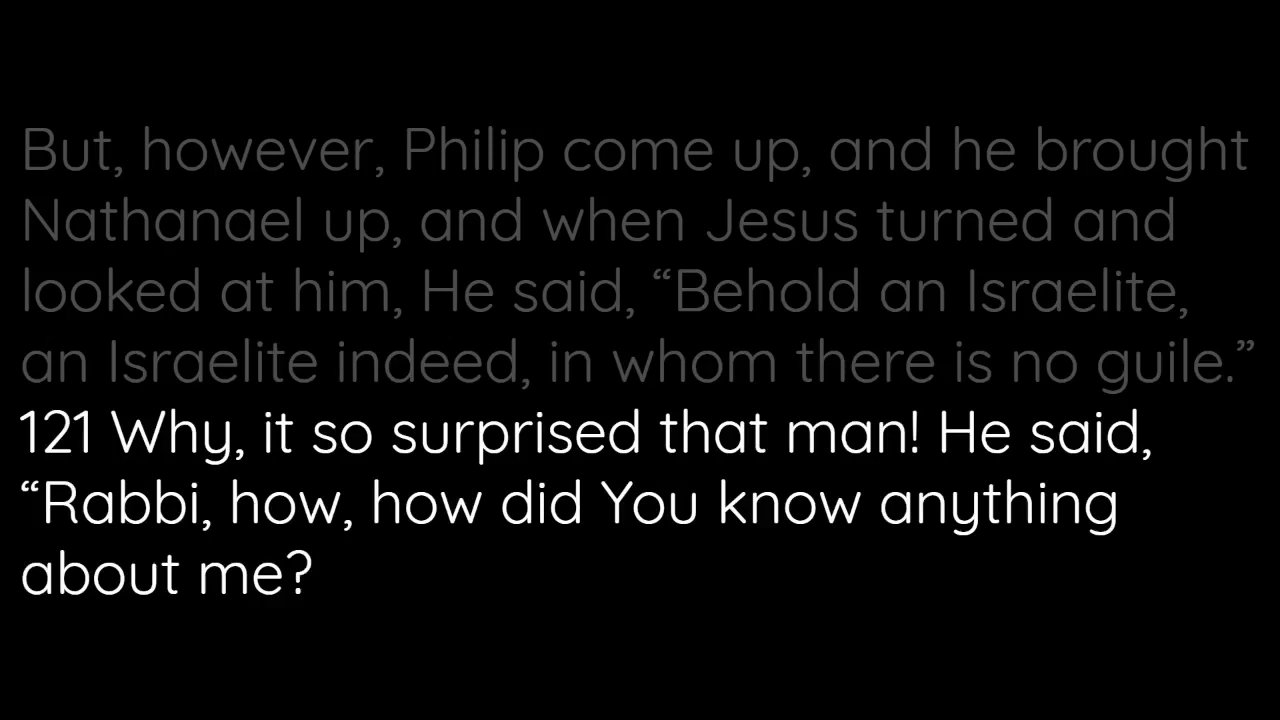 But, however, Philip come up, and he brought
Nathanael up, and when Jesus turned and
looked at him, He said, “Behold an Israelite,
an Israelite indeed, in whom there is no guile.”
121 Why, it so surprised that man! He said,
“Rabbi, how, how did You know anything
about me?